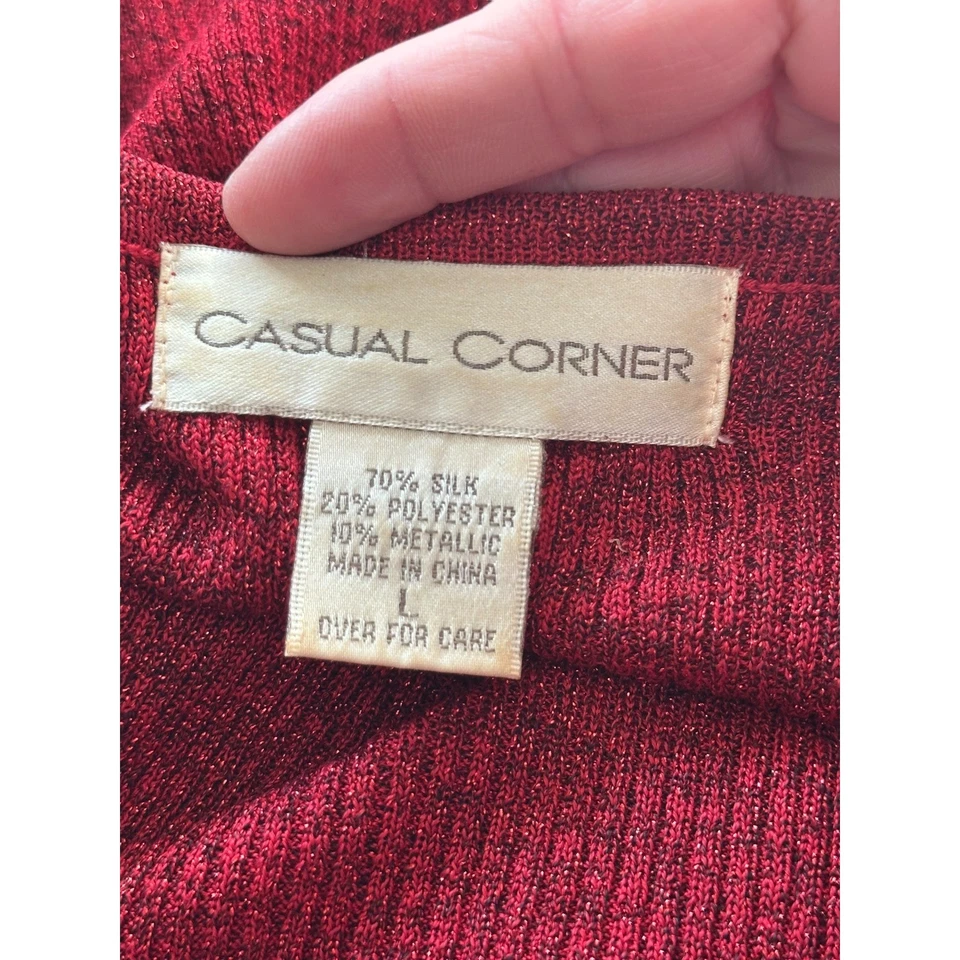 CASUAL CORNER
70% SILK
20% POLYESTER
10% METALLIC
MADE IN CHINA
L
OVER FOR CARE